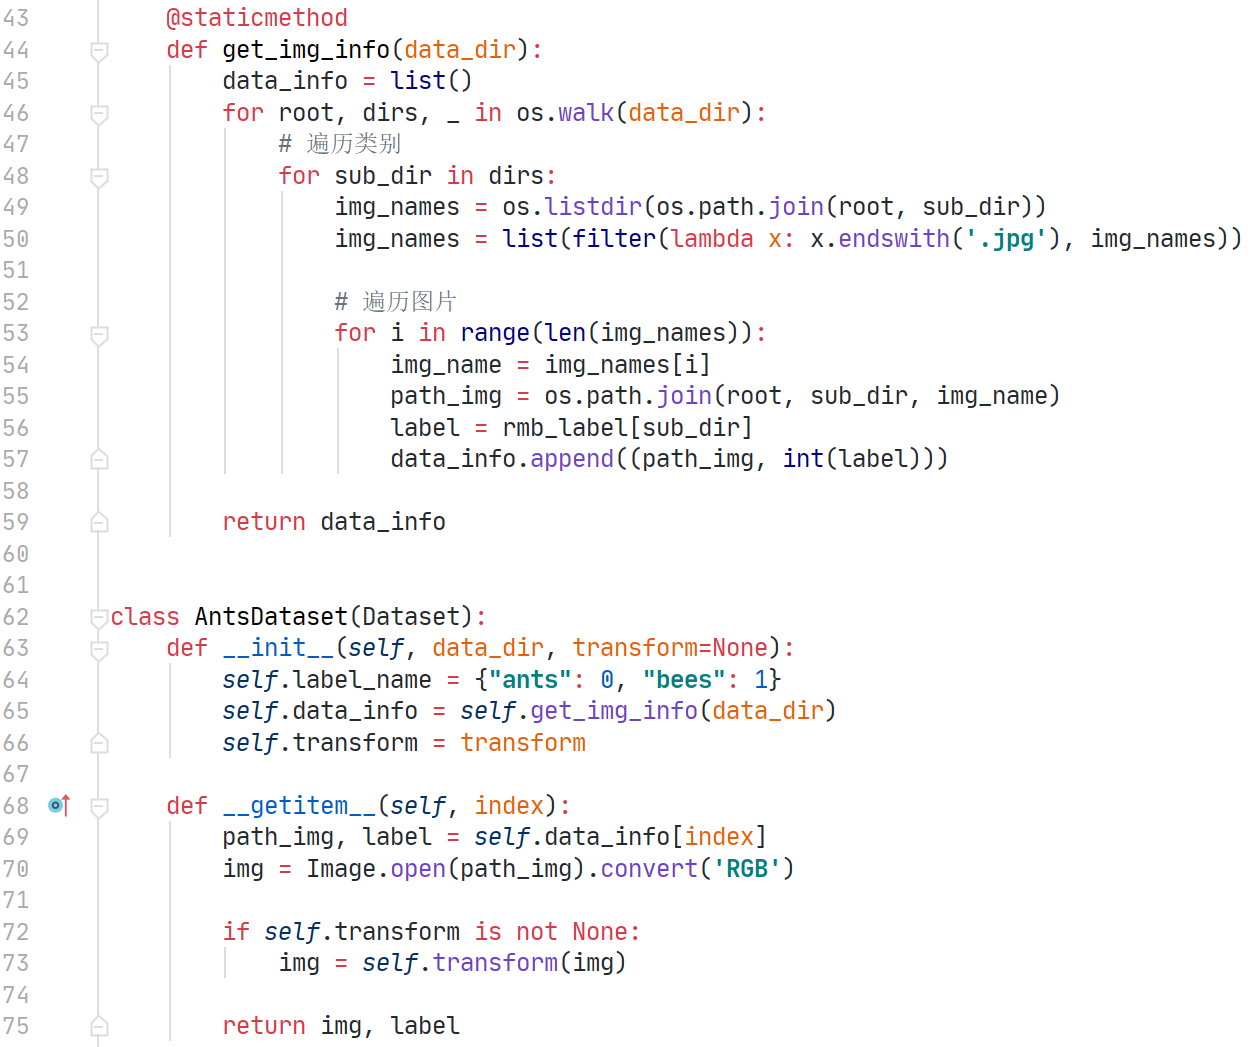 43 @staticmethod
44 def get_img_info(data_dir):
45 data_info = list()
46 for root, dirs, _ in os.walk(data_dir):
47 # 遍历类别
48 for sub_dir in dirs:
49 img_names = os.listdir(os.path.join(root, sub_dir))
50 img_names = list(filter(lambda x: x.endswith('.jpg'), img_names))
51
52 # 遍历图片
53 for i in range(len(img_names)):
54 img_name = img_names[i]
55 path_img = os.path.join(root, sub_dir, img_name)
56 label = rmb_label[sub_dir]
57 data_info.append((path_img, int(label)))
58
59 return data_info
60
61
62 class AntsDataset(Dataset):
63 def __init__(self, data_dir, transform=None):
64 self.label_name = {"ants": 0, "bees": 1}
65 self.data_info = self.get_img_info(data_dir)
66 self.transform = transform
67
68 def __getitem__(self, index):
69 path_img, label = self.data_info[index]
70 img = Image.open(path_img).convert('RGB')
71
72 if self.transform is not None:
73 img = self.transform(img)
74
75 return img, label